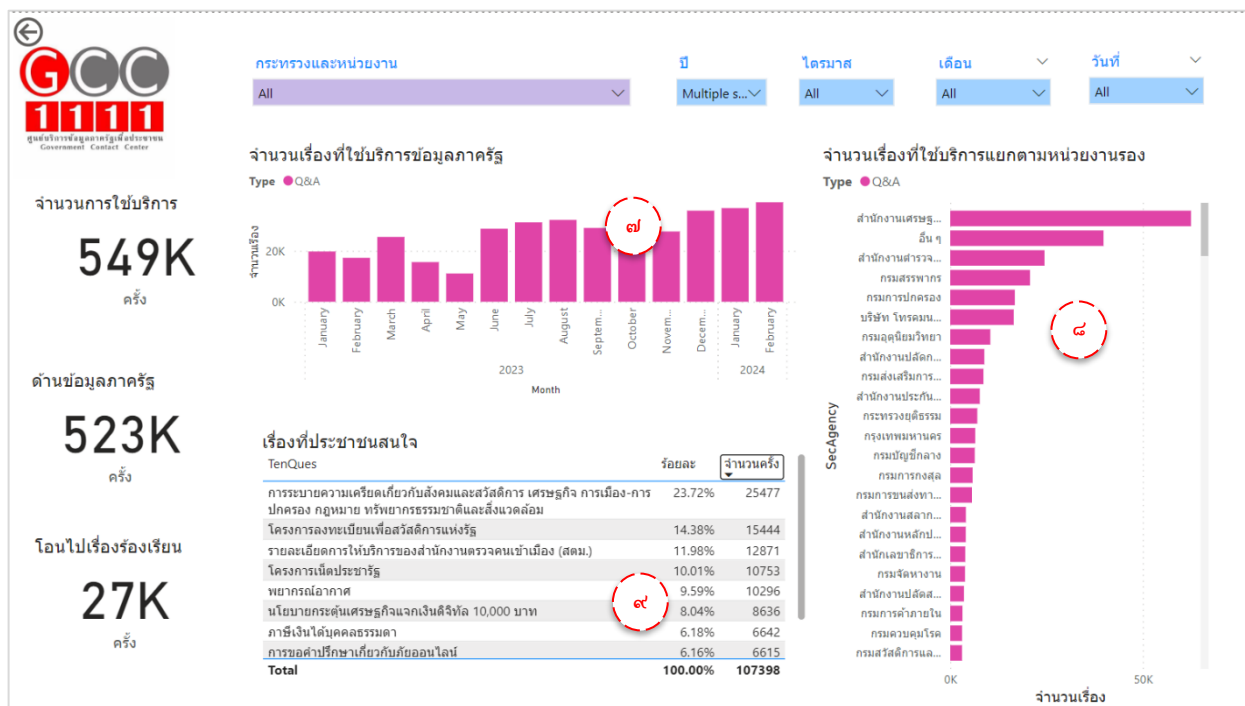 GCC
1111
ศูนย์บริการข้อมูลภาครัฐเพื่อประชาชน
Government Contact Center
กระทรวงและหน่วยงาน
All
ปี
Multiple s...
ไตรมาส
All
เดือน
All
วันที่
All
จำนวนการใช้บริการ
549K
ครั้ง
ด้านข้อมูลภาครัฐ
523K
ครั้ง
โอนไปเรื่องร้องเรียน
27K
ครั้ง
จำนวนเรื่องที่ใช้บริการข้อมูลภาครัฐ
Type Q&A
จำนวนเรื่อง
20K
0K
๗
January
February
March
April
May
June
July
August
Septem...
October
Novem...
Decem...
January
February
2023
2024
Month
เรื่องที่ประชาชนสนใจ
TenQues ร้อยละ จำนวนครั้ง
การระบายความเครียดเกี่ยวกับสังคมและสวัสดิการ เศรษฐกิจ การเมือง-การ 23.72% 25477
ปกครอง กฎหมาย ทรัพยากรธรรมชาติและสิ่งแวดล้อม
โครงการลงทะเบียนเพื่อสวัสดิการแห่งรัฐ 14.38% 15444
รายละเอียดการให้บริการของสำนักงานตรวจคนเข้าเมือง (สตม.) 11.98% 12871
โครงการเน็ตประชารัฐ 10.01% 10753
พยากรณ์อากาศ 9.59% 10296
นโยบายกระตุ้นเศรษฐกิจแจกเงินดิจิทัล 10,000 บาท 8.04% 8636
ภาษีเงินได้บุคคลธรรมดา 6.18% 6642
การขอคำปรึกษาเกี่ยวกับภัยออนไลน์ 6.16% 6615
Total 100.00% 107398
๙
จำนวนเรื่องที่ใช้บริการแยกตามหน่วยงานรอง
Type Q&A
SecAgency
สำนักงานเศรษฐ...
อื่น ๆ
สำนักงานตำรวจ...
กรมสรรพากร
กรมการปกครอง
บริษัท โทรคมน...
กรมอุตุนิยมวิทยา
สำนักงานปลัดก...
กรมส่งเสริมการ...
สำนักงานประกัน...
กระทรวงยุติธรรม
กรุงเทพมหานคร
กรมบัญชีกลาง
กรมการกงสุล
กรมการขนส่งทา...
สำนักงานสลาก...
สำนักงานหลักป...
สำนักเลขาธิการ...
กรมจัดหางาน
สำนักงานปลัดส...
กรมการค้าภายใน
กรมควบคุมโรค
กรมสวัสดิการแล...
๘
0K
50K
จำนวนเรื่อง